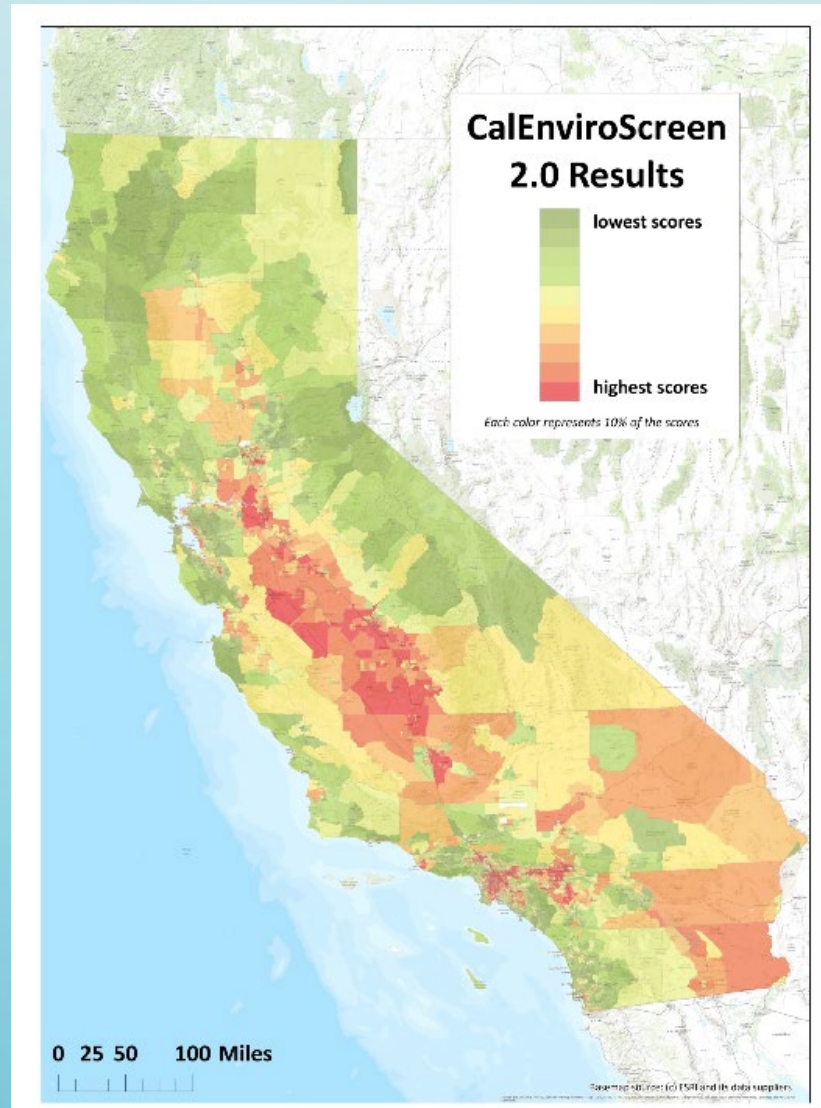 CalEnviroScreen
2.0 Results
lowest scores
highest scores
Each color represents 10% of the scores
0 25 50 100 Miles
Basemap source: (c) ESRI and its data suppliers